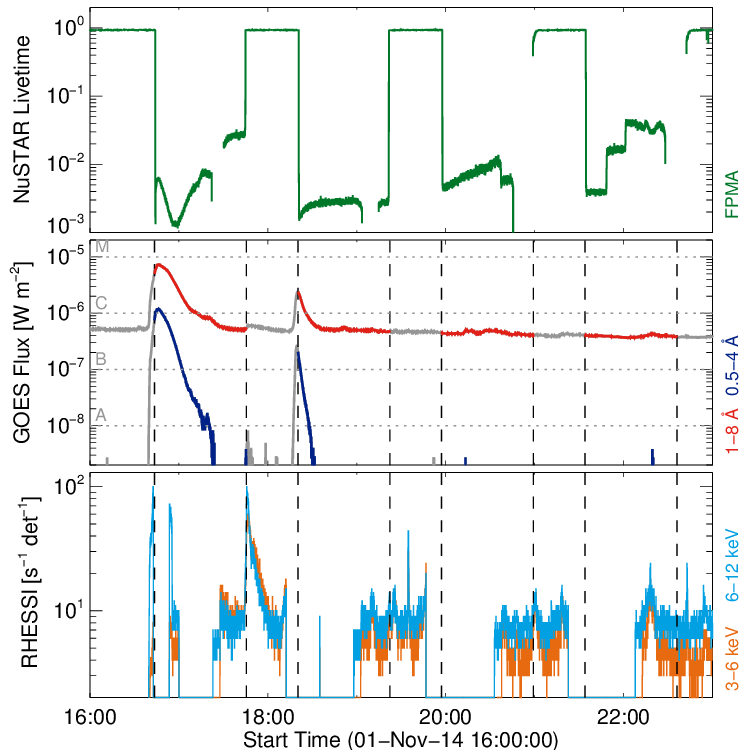 10⁰
10⁻¹
10⁻²
10⁻³
NuSTAR Livetime
FPMA
10⁻⁵
10⁻⁶
10⁻⁷
10⁻⁸
GOES Flux [W m⁻²]
M
C
B
A
1−8 Å
0.5−4 Å
10²
10¹
RHESSI [s⁻¹ det⁻¹]
3−6 keV
6−12 keV
16:00
18:00
20:00
22:00
Start Time (01−Nov−14 16:00:00)